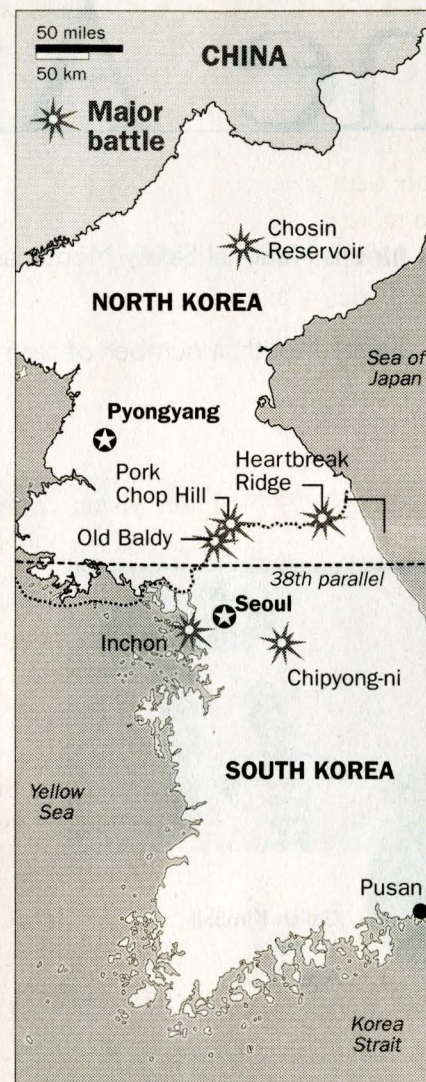 50 miles
50 km
CHINA
Major
battle
Chosin
Reservoir
NORTH KOREA
Sea of
Japan
Pyongyang
Pork
Chop Hill
Heartbreak
Ridge
Old Baldy
38th parallel
Seoul
Inchon
Chipyong-ni
SOUTH KOREA
Yellow
Sea
Pusan
Korea
Strait